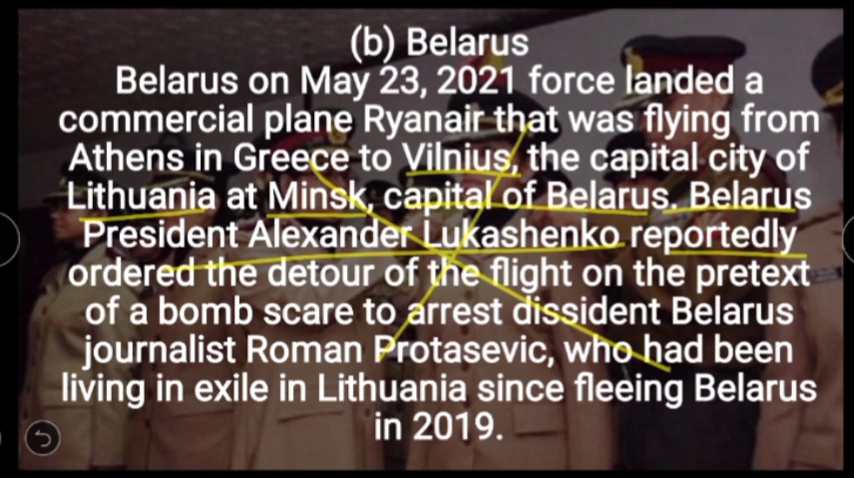 (b) Belarus
Belarus on May 23, 2021 force landed a
commercial plane Ryanair that was flying from
Athens in Greece to Vilnius, the capital city of
Lithuania at Minsk, capital of Belarus. Belarus
President Alexander Lukashenko reportedly
ordered the detour of the flight on the pretext
of a bomb scare to arrest dissident Belarus
journalist Roman Protasevic, who had been
living in exile in Lithuania since fleeing Belarus
in 2019.